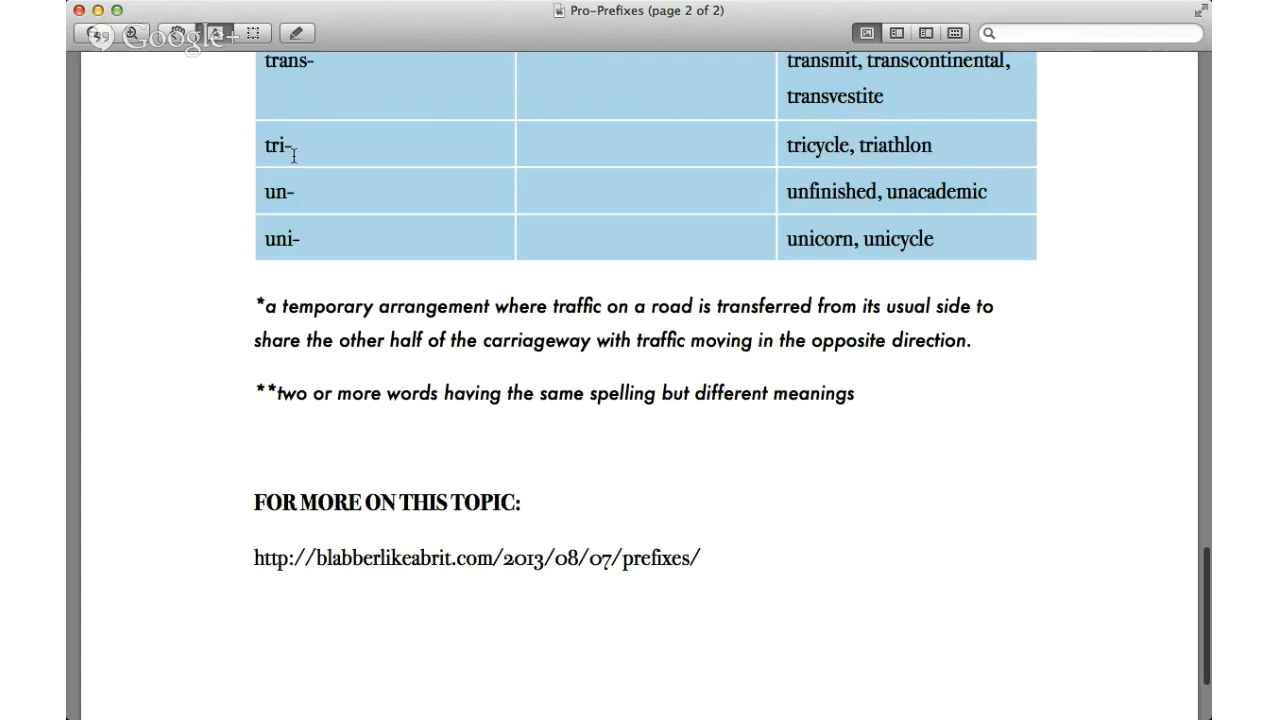 Pro-Prefixes (page 2 of 2)
Google+
trans- transmit, transcontinental,
transvestite
tri- tricycle, triathlon
un- unfinished, unacademic
uni- unicorn, unicycle
*a temporary arrangement where traffic on a road is transferred from its usual side to
share the other half of the carriageway with traffic moving in the opposite direction.
**two or more words having the same spelling but different meanings
FOR MORE ON THIS TOPIC:
http://blabberlikeabrit.com/2013/08/07/prefixes/